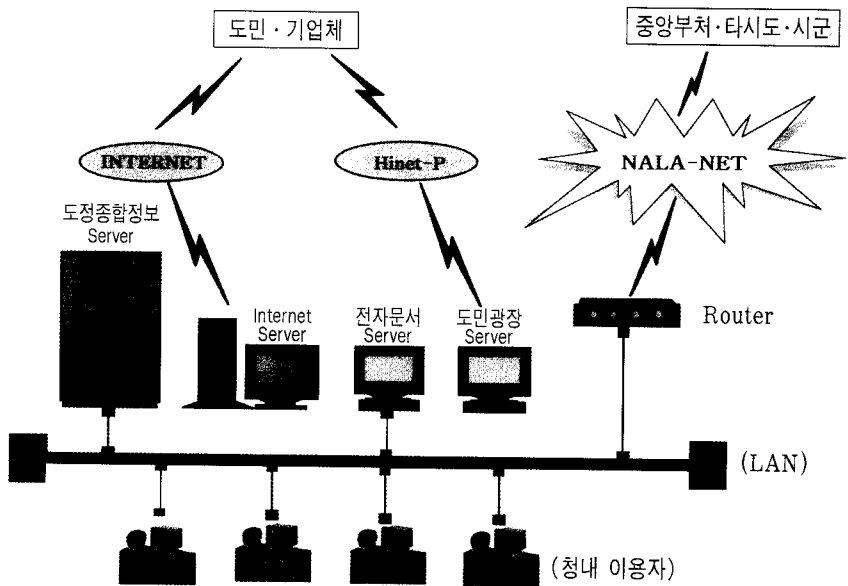 도민·기업체
중앙부처·타시도·시군
INTERNET
Hinet-P
NALA-NET
도정종합정보
Server
Internet
Server
전자문서
Server
도민광장
Server
Router
(LAN)
(청내 이용자)